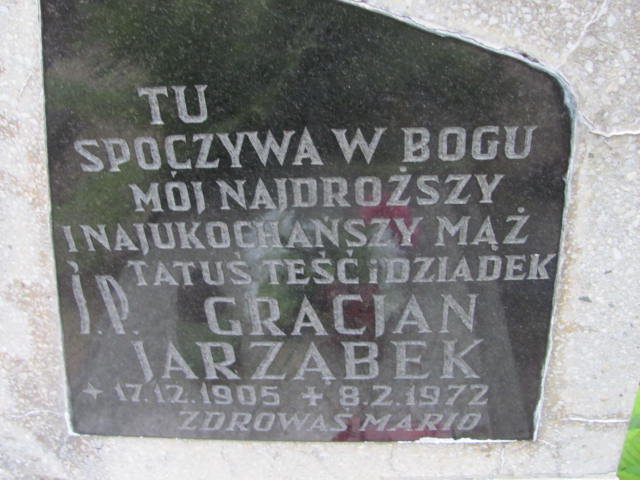 TU
SPOCZYWA W BOGU
MÓJ NAJDROŻSZY
I NAJUKOCHAŃSZY MĄŻ
TATUŚ TEŚĆ i DZIADEK
Ś.P. GRACJAN
JARZĄBEK
✦ 17.12.1905 + 8.2.1972
ZDROWAŚ MARIO